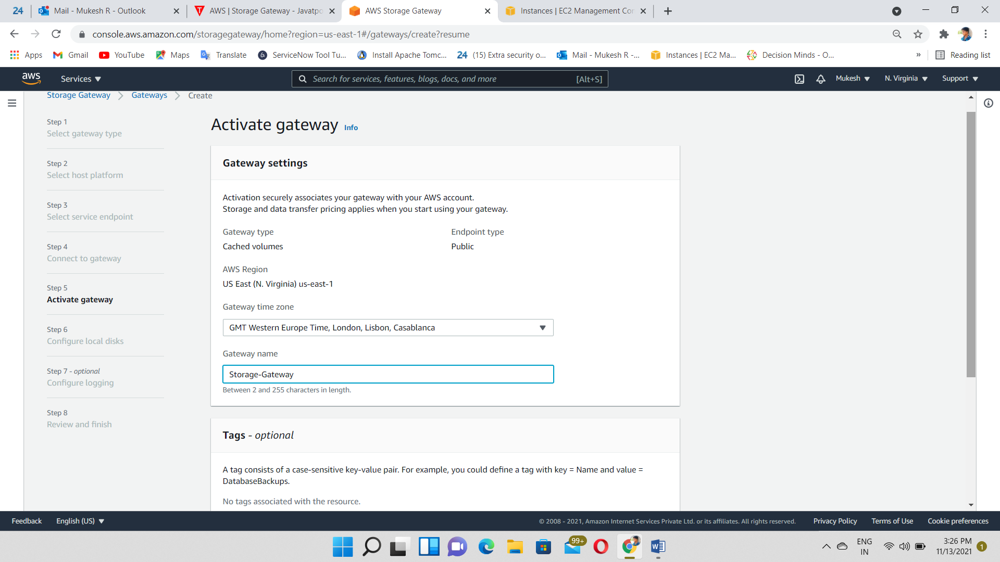 24
Mail - Mukesh R - Outlook
AWS | Storage Gateway - Javatpo
AWS Storage Gateway
Instances | EC2 Management Con
console.aws.amazon.com/storagegateway/home?region=us-east-1#/gateways/create?resume
Apps
Gmail
YouTube
Maps
Translate
ServiceNow Tool Tu...
Install Apache Tomc...
24 (15) Extra security o...
Mail - Mukesh R -...
Instances | EC2 Ma...
Decision Minds - O...
»
Reading list
aws
Services
Search for services, features, blogs, docs, and more
[Alt+S]
Mukesh
N. Virginia
Support
Storage Gateway
Gateways
Create
Step 1
Select gateway type
Step 2
Select host platform
Step 3
Select service endpoint
Step 4
Connect to gateway
Step 5
Activate gateway
Step 6
Configure local disks
Step 7 - optional
Configure logging
Step 8
Review and finish
Activate gateway Info
Gateway settings
Activation securely associates your gateway with your AWS account.
Storage and data transfer pricing applies when you start using your gateway.
Gateway type
Cached volumes
Endpoint type
Public
AWS Region
US East (N. Virginia) us-east-1
Gateway time zone
GMT Western Europe Time, London, Lisbon, Casablanca
Gateway name
Storage-Gateway
Between 2 and 255 characters in length.
Tags - optional
A tag consists of a case-sensitive key-value pair. For example, you could define a tag with key = Name and value =
DatabaseBackups.
No tags associated with the resource.
Feedback
English (US)
© 2008 - 2021, Amazon Internet Services Private Ltd. or its affiliates. All rights reserved.
Privacy Policy
Terms of Use
Cookie preferences
99+
ENG
IN
3:26 PM
11/13/2021
1